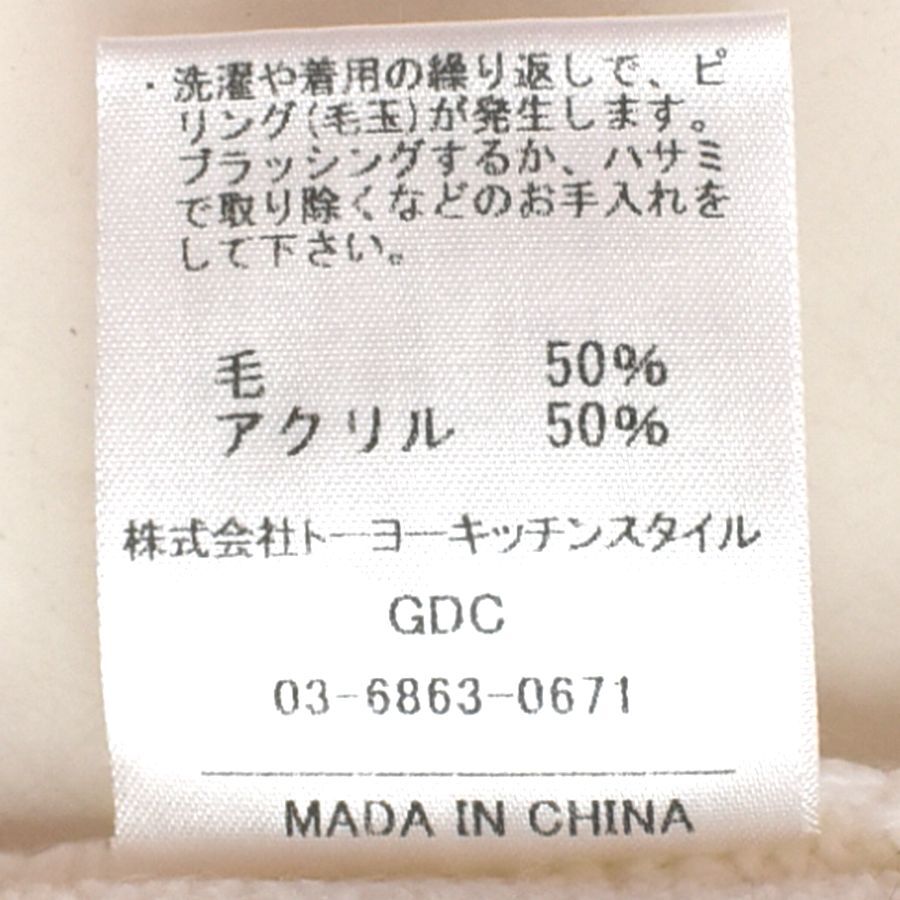 ・洗濯や着用の繰り返しで、ピ
リング(毛玉)が発生します。
ブラッシングするか、ハサミ
で取り除くなどのお手入れを
して下さい。
毛 50%
アクリル 50%
株式会社トーヨーキッチンスタイル
GDC
03-6863-0671
MADA IN CHINA